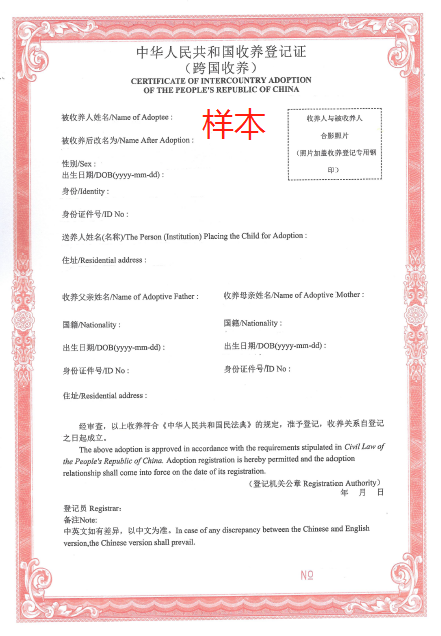 中华人民共和国收养登记证
（跨国收养）
CERTIFICATE OF INTERCOUNTRY ADOPTION
OF THE PEOPLE'S REPUBLIC OF CHINA
被收养人姓名/Name of Adoptee :
样本
被收养后改名为/Name After Adoption :
收养人与被收养人
合影照片
（照片加盖收养登记专用钢
印）
性别/Sex :
出生日期/DOB(yyyy-mm-dd) :
身份/Identity :
身份证件号/ID No :
送养人姓名(名称)/The Person (Institution) Placing the Child for Adoption :
住址/Residential address :
收养父亲姓名/Name of Adoptive Father :
收养母亲姓名/Name of Adoptive Mother :
国籍/Nationality :
国籍/Nationality :
出生日期/DOB(yyyy-mm-dd) :
出生日期/DOB(yyyy-mm-dd) :
身份证件号/ID No :
身份证件号/ID No :
住址/Residential address :
经审查，以上收养符合《中华人民共和国民法典》的规定，准予登记，收养关系自登记
之日起成立。
The above adoption is approved in accordance with the requirements stipulated in Civil Law of
the People's Republic of China. Adoption registration is hereby permitted and the adoption
relationship shall come into force on the date of its registration.
（登记机关公章 Registration Authority）
年 月 日
登记员 Registrar:
备注Note:
中英文如有差异，以中文为准。In case of any discrepancy between the Chinese and English
version,the Chinese version shall prevail.
№